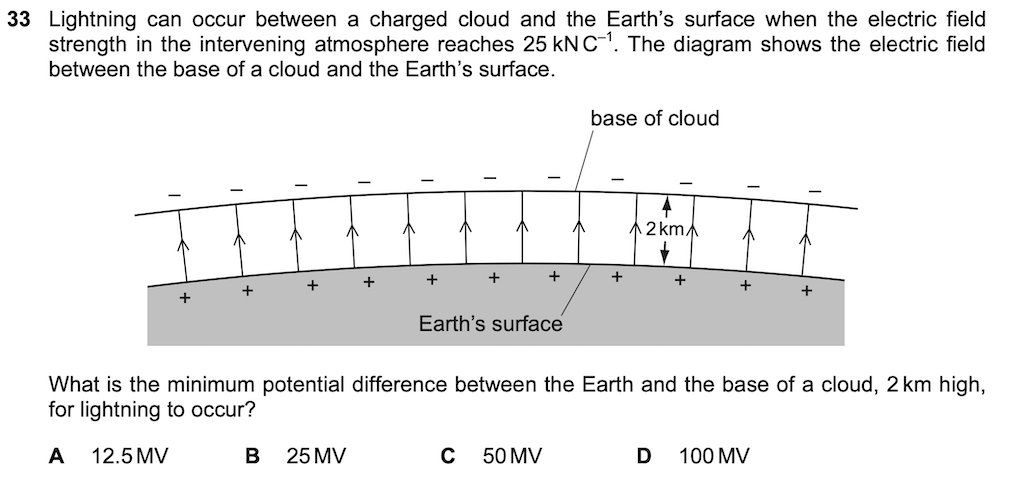 33 Lightning can occur between a charged cloud and the Earth's surface when the electric field
strength in the intervening atmosphere reaches 25 kN C⁻¹. The diagram shows the electric field
between the base of a cloud and the Earth's surface.
base of cloud
– – – – – – – – – – –
2 km
+ + + + + + + + + + +
Earth's surface
What is the minimum potential difference between the Earth and the base of a cloud, 2 km high,
for lightning to occur?
A 12.5 MV B 25 MV C 50 MV D 100 MV